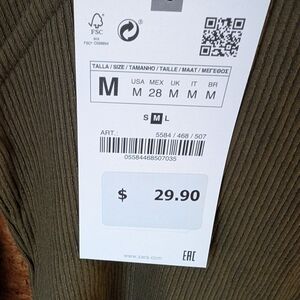 FSC
TALLA / SIZE / TAMANHO / TAILLE / MAAT / ΜΕΓΕΘΟΣ
M
USA MEX UK IT BR
M 28 M M M
S M L
ART.: 5584 / 468 / 507
05584468507035
$ 29.90
www.zara.com
EAC